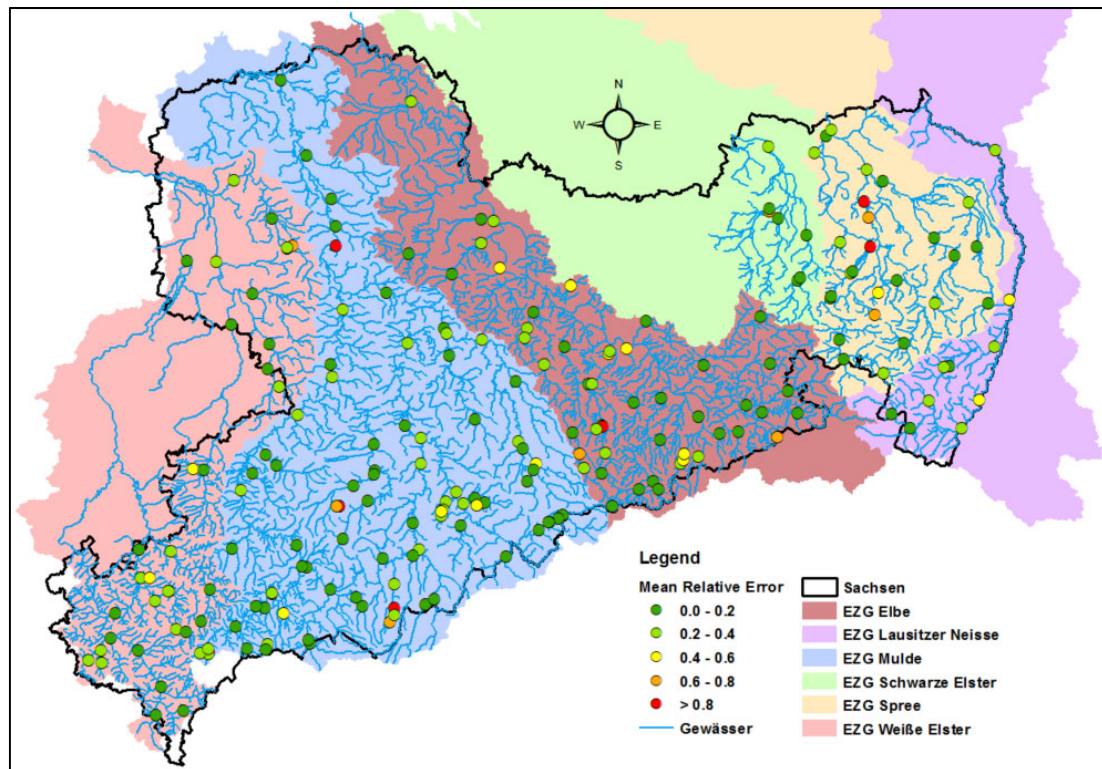 N
W E
S
Legend
Mean Relative Error
0.0 - 0.2
0.2 - 0.4
0.4 - 0.6
0.6 - 0.8
> 0.8
Gewässer
Sachsen
EZG Elbe
EZG Lausitzer Neisse
EZG Mulde
EZG Schwarze Elster
EZG Spree
EZG Weiße Elster